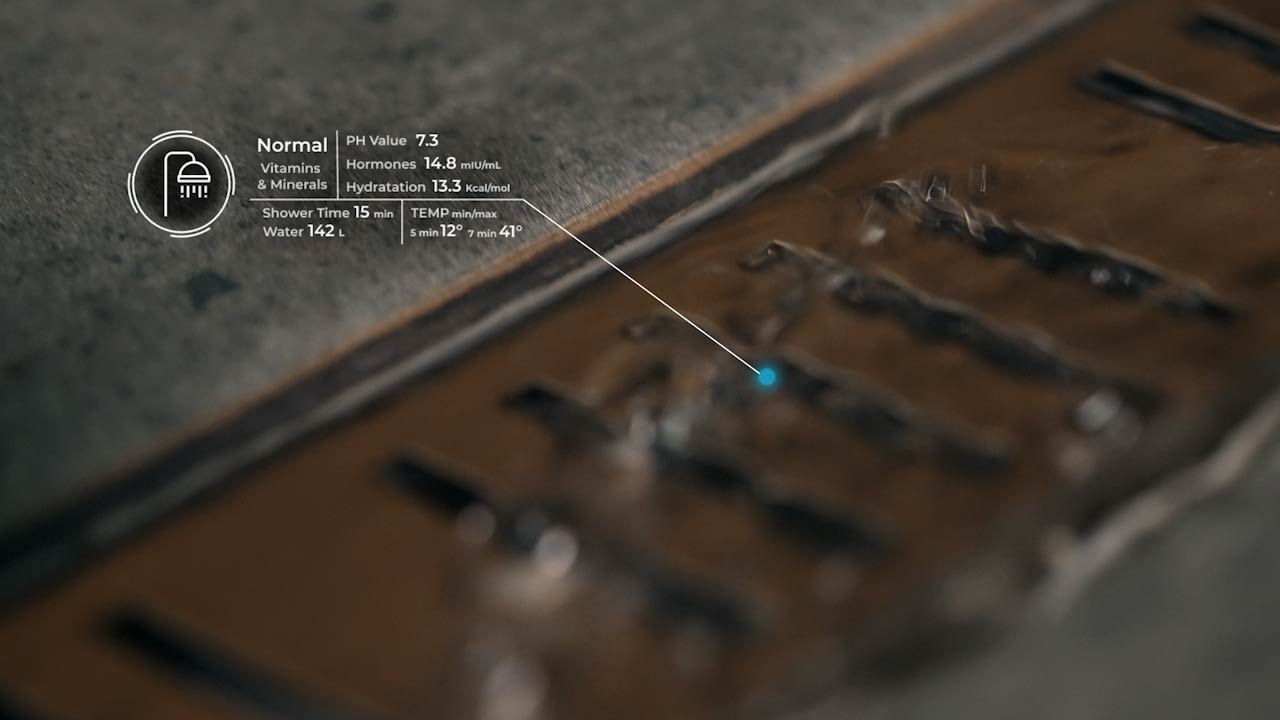 Normal
Vitamins
& Minerals
PH Value 7.3
Hormones 14.8 mIU/mL
Hydratation 13.3 Kcal/mol
Shower Time 15 min
Water 142 L
TEMP min/max
5 min 12° 7 min 41°